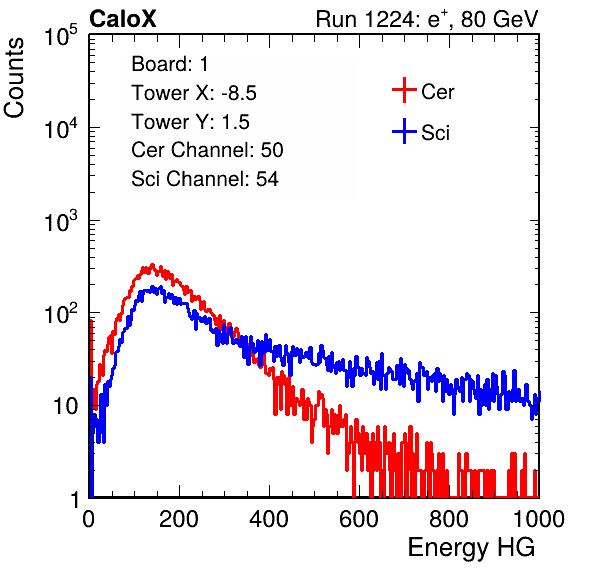 CaloX Run 1224: e⁺, 80 GeV
Counts
10⁵
10⁴
10³
10²
10
1
Board: 1
Tower X: -8.5
Tower Y: 1.5
Cer Channel: 50
Sci Channel: 54
Cer
Sci
0 200 400 600 800 1000
Energy HG